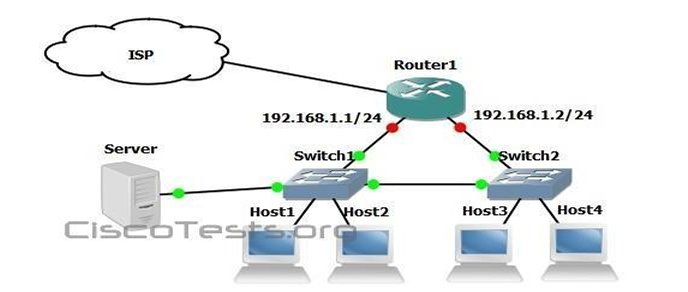 ISP
Router1
192.168.1.1/24
192.168.1.2/24
Server
Switch1
Switch2
Host1
Host2
Host3
Host4
CiscoTests.org